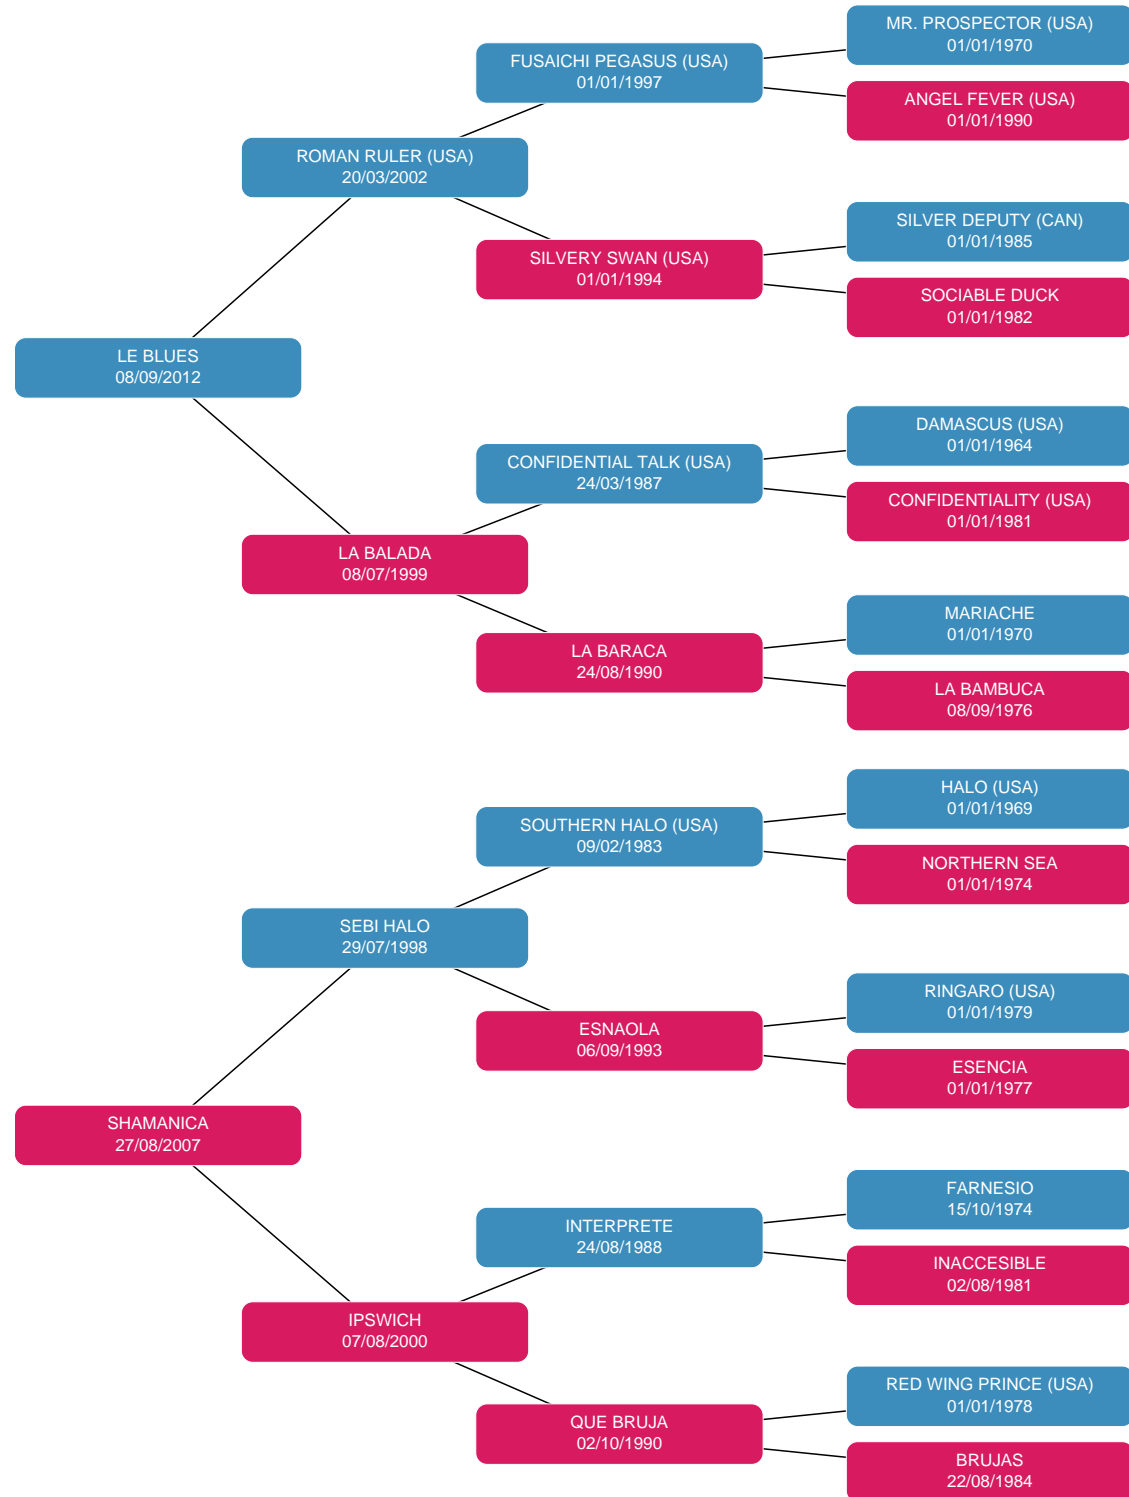 MR. PROSPECTOR (USA)
01/01/1970
FUSAICHI PEGASUS (USA)
01/01/1997
ANGEL FEVER (USA)
01/01/1990
ROMAN RULER (USA)
20/03/2002
SILVER DEPUTY (CAN)
01/01/1985
SILVERY SWAN (USA)
01/01/1994
SOCIABLE DUCK
01/01/1982
LE BLUES
08/09/2012
DAMASCUS (USA)
01/01/1964
CONFIDENTIAL TALK (USA)
24/03/1987
CONFIDENTIALITY (USA)
01/01/1981
LA BALADA
08/07/1999
MARIACHE
01/01/1970
LA BARACA
24/08/1990
LA BAMBUCA
08/09/1976
HALO (USA)
01/01/1969
SOUTHERN HALO (USA)
09/02/1983
NORTHERN SEA
01/01/1974
SEBI HALO
29/07/1998
RINGARO (USA)
01/01/1979
ESNAOLA
06/09/1993
ESENCIA
01/01/1977
SHAMANICA
27/08/2007
FARNESIO
15/10/1974
INTERPRETE
24/08/1988
INACCESIBLE
02/08/1981
IPSWICH
07/08/2000
RED WING PRINCE (USA)
01/01/1978
QUE BRUJA
02/10/1990
BRUJAS
22/08/1984